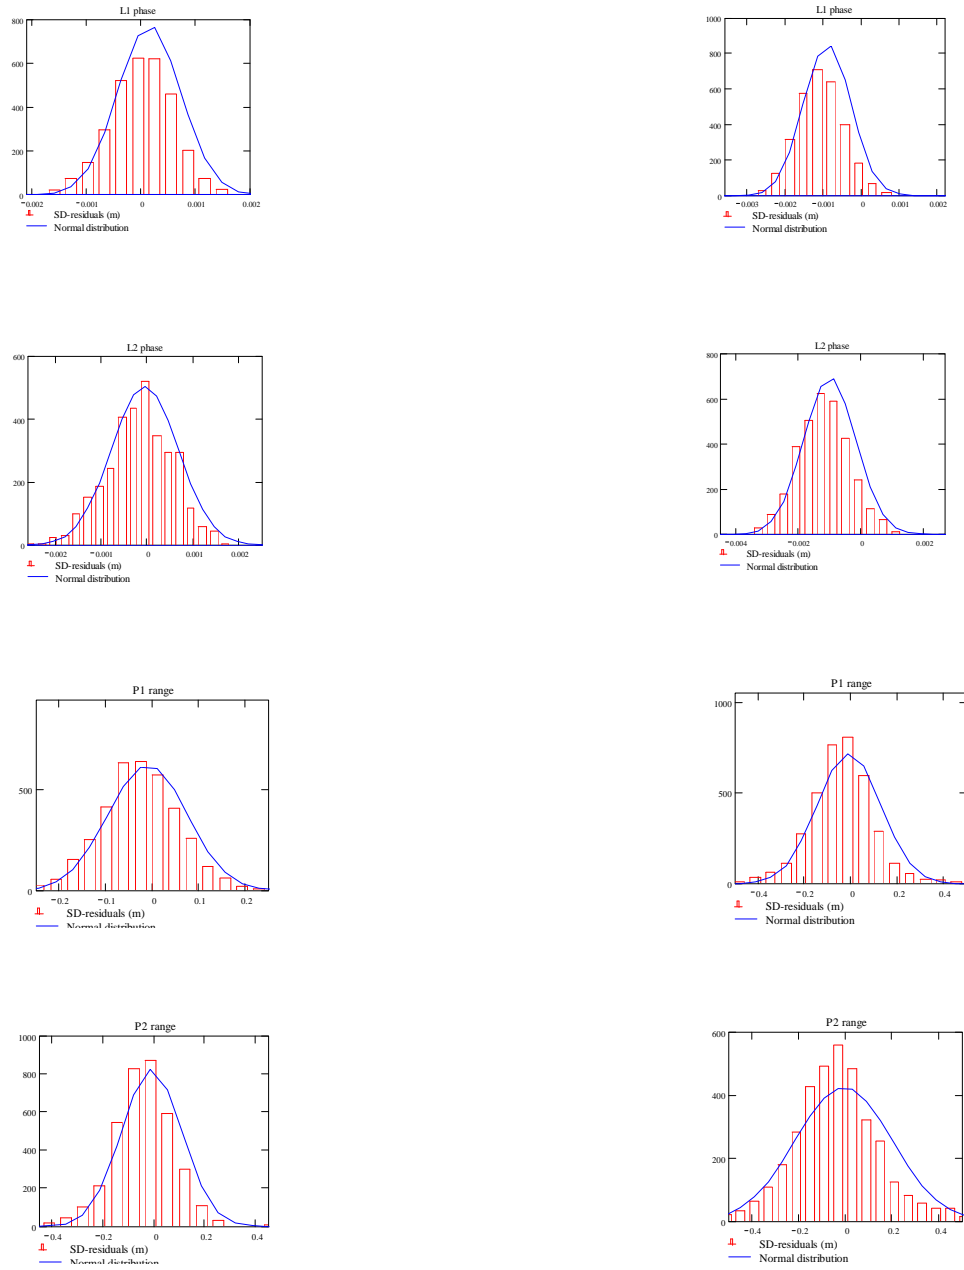 L1 phase
800
600
400
200
0
−0.002 −0.001 0 0.001 0.002
SD-residuals (m)
Normal distribution
L1 phase
1000
800
600
400
200
0
−0.003 −0.002 −0.001 0 0.001 0.002
SD-residuals (m)
Normal distribution
L2 phase
600
400
200
0
−0.002 −0.001 0 0.001 0.002
SD-residuals (m)
Normal distribution
L2 phase
800
600
400
200
0
−0.004 −0.002 0 0.002
SD-residuals (m)
Normal distribution
P1 range
500
0
−0.2 −0.1 0 0.1 0.2
SD-residuals (m)
Normal distribution
P1 range
1000
500
0
−0.4 −0.2 0 0.2 0.4
SD-residuals (m)
Normal distribution
P2 range
1000
800
600
400
200
0
−0.4 −0.2 0 0.2 0.4
SD-residuals (m)
Normal distribution
P2 range
600
400
200
0
−0.4 −0.2 0 0.2 0.4
SD-residuals (m)
Normal distribution